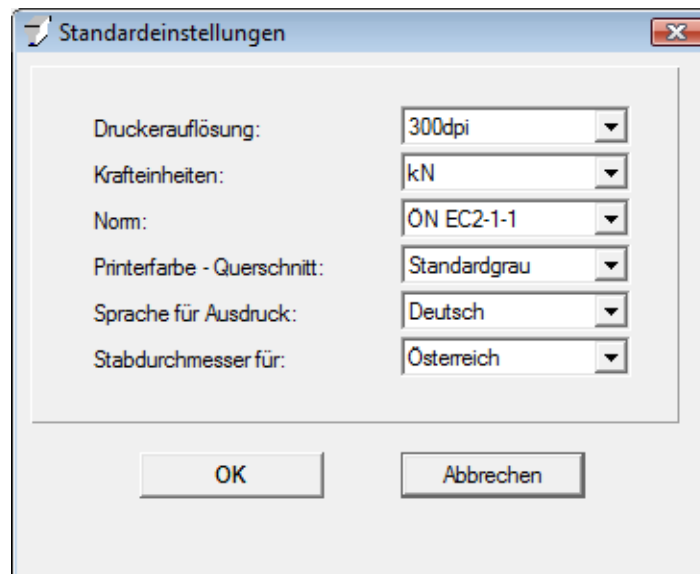 Standardeinstellungen
Druckerauflösung: 300dpi
Krafteinheiten: kN
Norm: ÖN EC2-1-1
Printerfarbe - Querschnitt: Standardgrau
Sprache für Ausdruck: Deutsch
Stabdurchmesser für: Österreich
OK Abbrechen